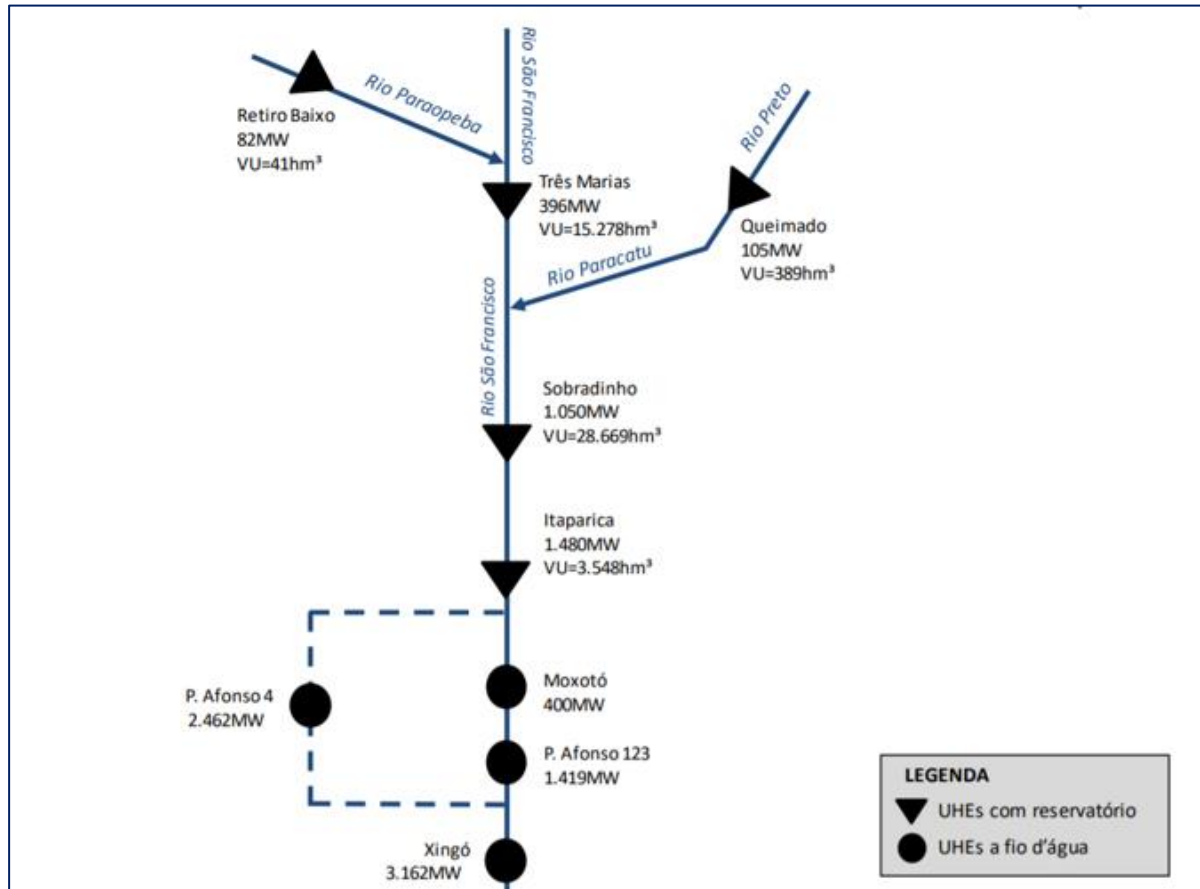 Rio São Francisco
Rio Paraopeba
Rio Preto
Retiro Baixo
82MW
VU=41hm³
Três Marias
396MW
VU=15.278hm³
Queimado
105MW
VU=389hm³
Rio Paracatu
Rio São Francisco
Sobradinho
1.050MW
VU=28.669hm³
Itaparica
1.480MW
VU=3.548hm³
P. Afonso 4
2.462MW
Moxotó
400MW
P. Afonso 123
1.419MW
Xingó
3.162MW
LEGENDA
UHEs com reservatório
UHEs a fio d'água